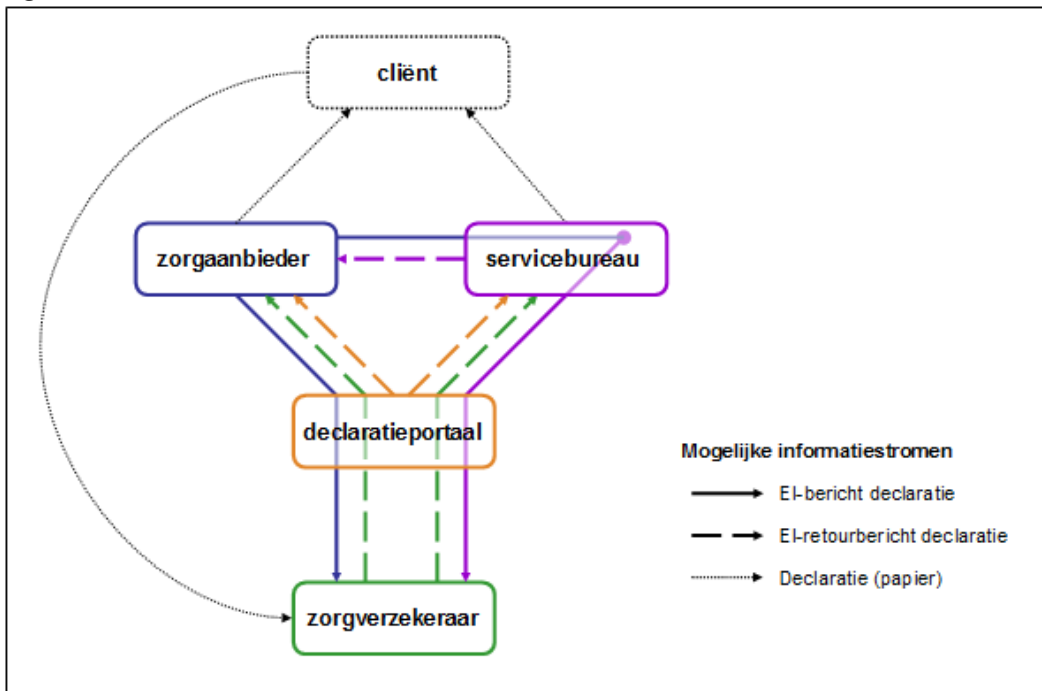 cliënt
zorgaanbieder
servicebureau
declaratieportaal
zorgverzekeraar
Mogelijke informatiestromen
EI-bericht declaratie
EI-retourbericht declaratie
Declaratie (papier)